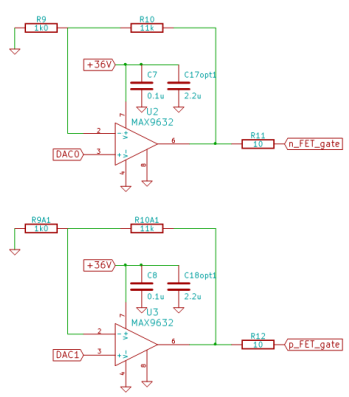 R9
1k0
R10
11k
+36V
C7
0.1u
C17opt1
2.2u
U2
MAX9632
7
V+
2
-
DAC0
3
+
V-
4
8
6
R11
10
n_FET_gate
R9A1
1k0
R10A1
11k
+36V
C8
0.1u
C18opt1
2.2u
U3
MAX9632
7
V+
2
-
DAC1
3
+
V-
4
8
6
R12
10
p_FET_gate